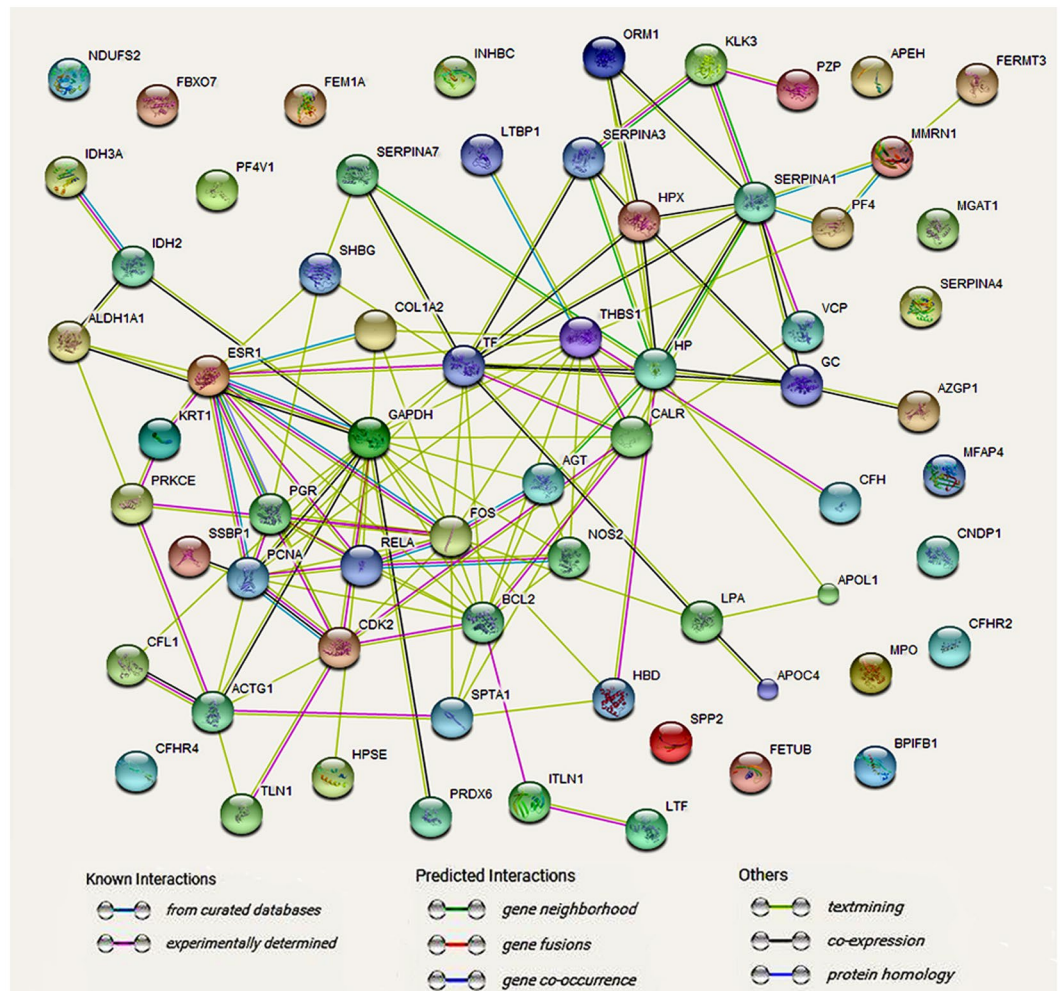 NDUFS2
FBXO7
FEM1A
INHBC
ORM1
KLK3
PZP
APEH
FERMT3
IDH3A
PF4V1
SERPINA7
LTBP1
SERPINA3
MMRN1
SERPINA1
HPX
PF4
MGAT1
IDH2
SHBG
SERPINA4
COL1A2
THBS1
VCP
ALDH1A1
ESR1
TF
HP
GC
AZGP1
KRT1
GAPDH
CALR
MFAP4
PRKCE
PGR
AGT
CFH
SSBP1
PCNA
RELA
FOS
NOS2
CNDP1
BCL2
LPA
APOL1
CFL1
CDK2
CFHR2
ACTG1
SPTA1
HBD
APOC4
MPO
CFHR4
HPSE
SPP2
FETUB
BPIFB1
TLN1
PRDX6
ITLN1
LTF
Known Interactions
from curated databases
experimentally determined
Predicted Interactions
gene neighborhood
gene fusions
gene co-occurrence
Others
textmining
co-expression
protein homology